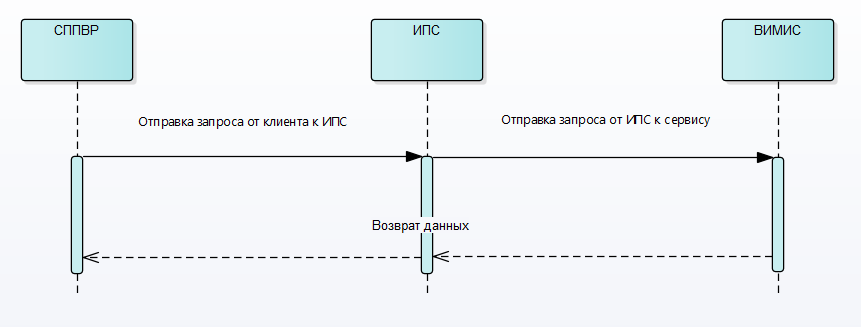 СППВР
ИПС
ВИМИС
Отправка запроса от клиента к ИПС
Отправка запроса от ИПС к сервису
Возврат данных